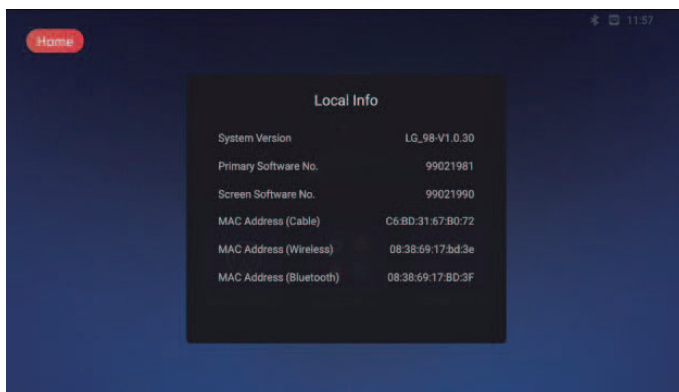 11:57
Home
Local Info
System Version LG_98-V1.0.30
Primary Software No. 99021981
Screen Software No. 99021990
MAC Address (Cable) C6:BD:31:67:B0:72
MAC Address (Wireless) 08:38:69:17:bd:3e
MAC Address (Bluetooth) 08:38:69:17:BD:3F